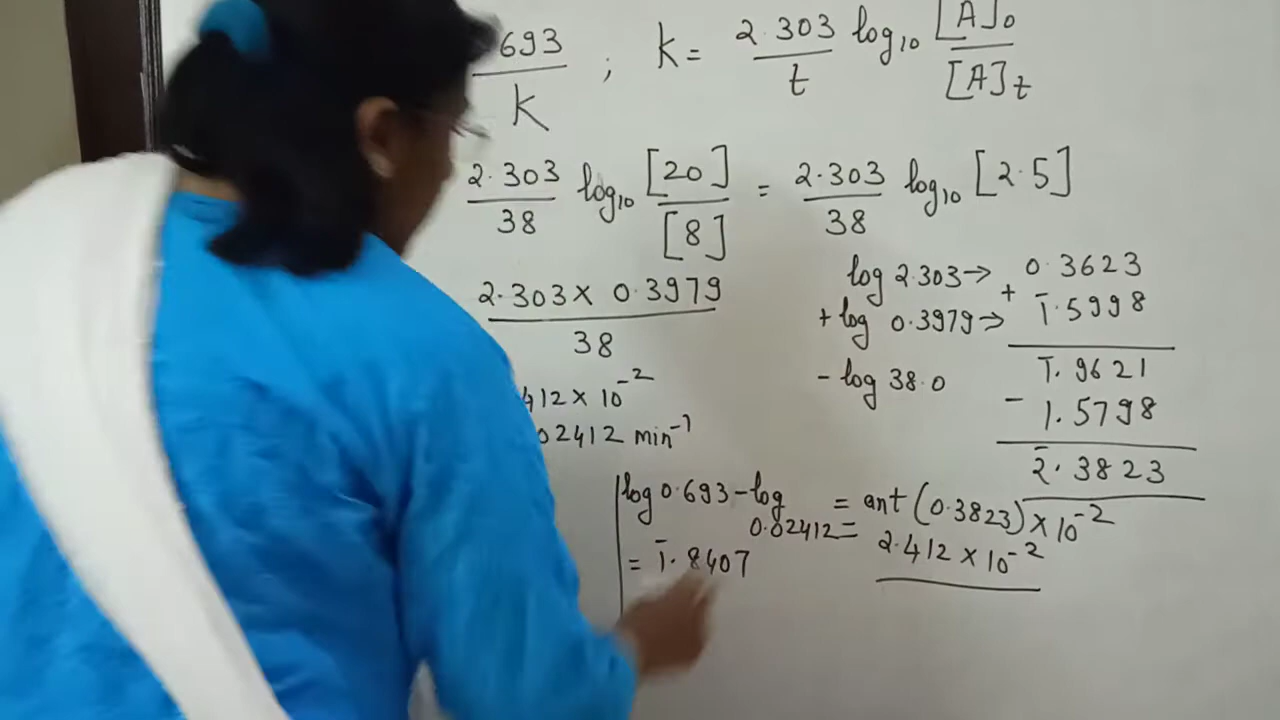 693/K ; K = 2.303/t log₁₀ [A]₀/[A]t
2.303/38 log₁₀ [20]/[8] = 2.303/38 log₁₀ [2.5]
2.303 × 0.3979/38
412 × 10⁻²
02412 min⁻¹
log 2.303 → 0.3623
+ log 0.3979 → + 1̄.5998
1̄.9621
- log 38.0 - 1.5798
2̄.3823
= ant (0.3823) × 10⁻²
2.412 × 10⁻²
log 0.693 - log
0.02412 =
= 1̄.8407